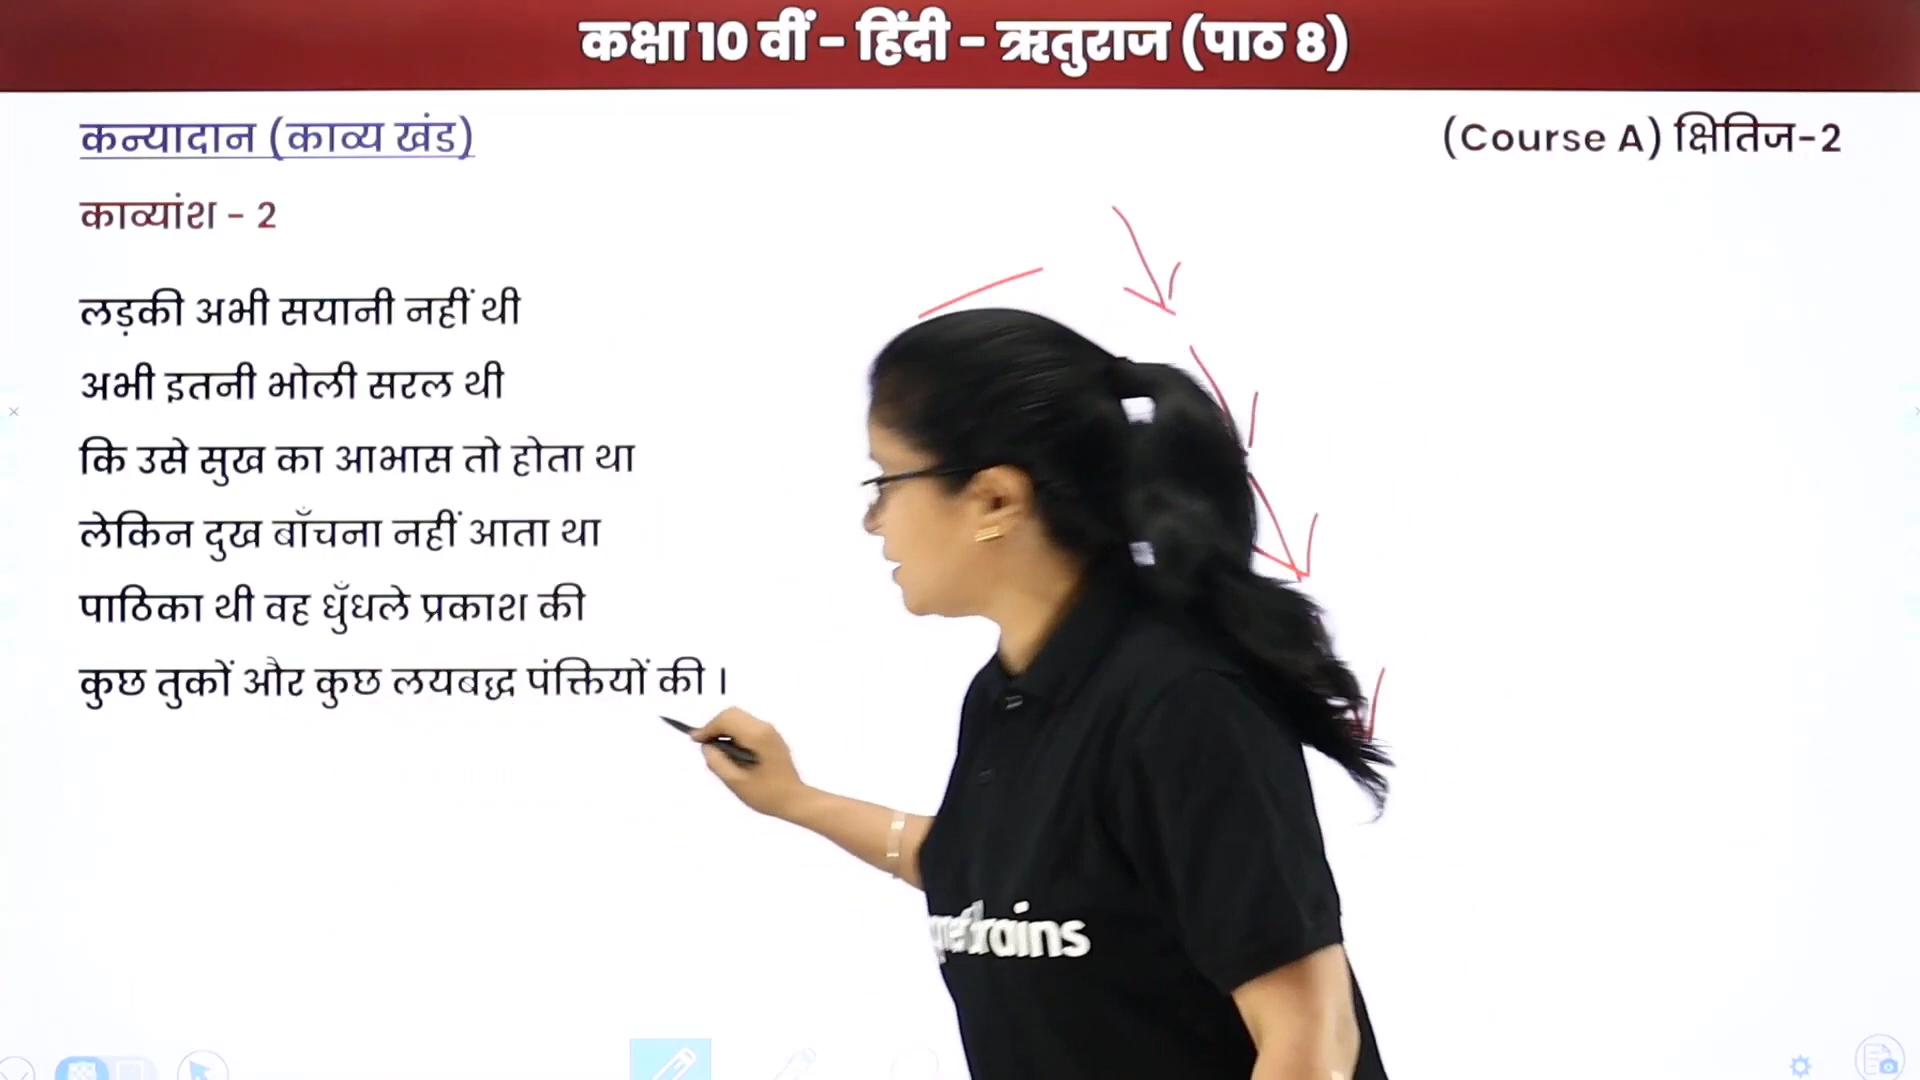 कक्षा 10 वीं - हिंदी - ऋतुराज (पाठ 8)
कन्यादान (काव्य खंड)
(Course A) क्षितिज-2
काव्यांश - 2
लड़की अभी सयानी नहीं थी
अभी इतनी भोली सरल थी
कि उसे सुख का आभास तो होता था
लेकिन दुख बाँचना नहीं आता था
पाठिका थी वह धुँधले प्रकाश की
कुछ तुकों और कुछ लयबद्ध पंक्तियों की ।